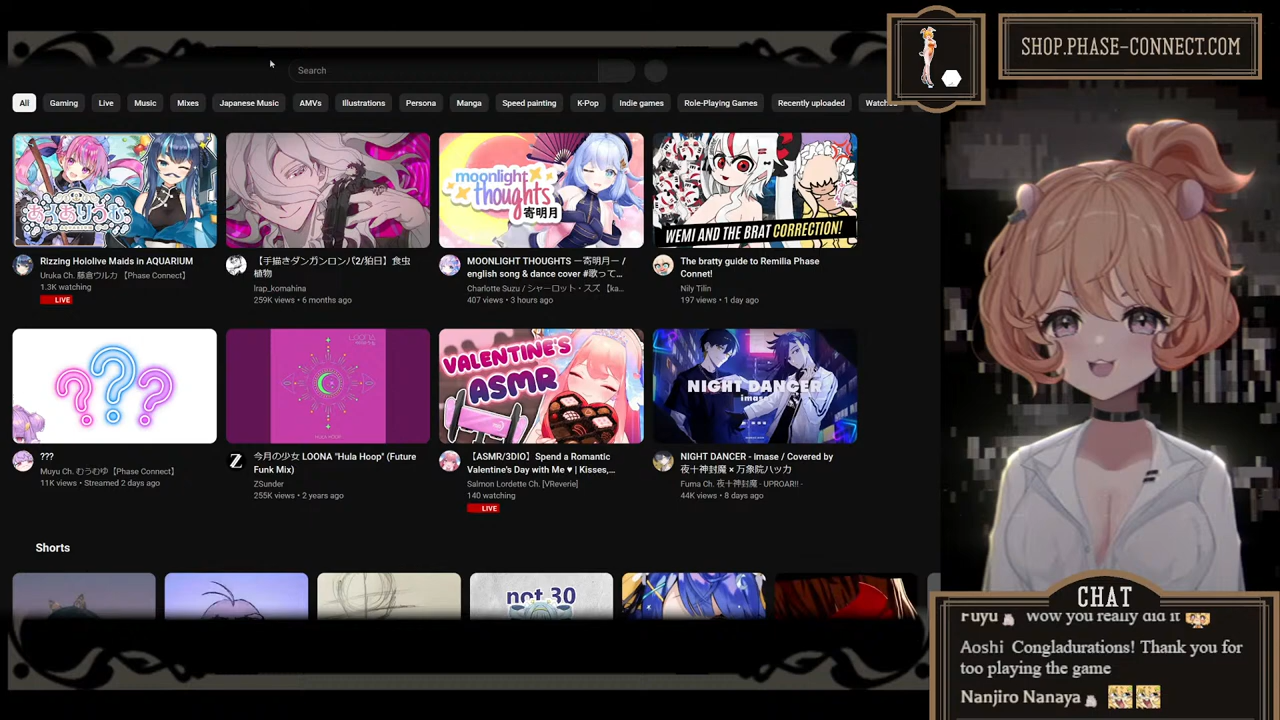 SHOP.PHASE-CONNECT.COM
Search
All
Gaming
Live
Music
Mixes
Japanese Music
AMVs
Illustrations
Persona
Manga
Speed painting
K-Pop
Indie games
Role-Playing Games
Recently uploaded
moonlight
thoughts
寄明月
WEMI AND THE BRAT CORRECTION!
Rizzing Hololive Maids in AQUARIUM
Uruka Ch. 藤倉ウルカ 【Phase Connect】
1.3K watching
LIVE
【手描きダンガンロンパ2/狛日】食虫
植物
lrap_komahina
259K views • 6 months ago
MOONLIGHT THOUGHTS ー寄明月ー /
english song & dance cover #歌って...
Charlotte Suzu / シャーロット・スズ 【ka...
407 views • 3 hours ago
The bratty guide to Remilia Phase
Connet!
Nily Tilin
197 views • 1 day ago
???
LOONA
HULA HOOP
VALENTINE'S
ASMR
NIGHT DANCER
imase
???
Muyu Ch. むうむゆ【Phase Connect】
11K views • Streamed 2 days ago
Z
今月の少女 LOONA "Hula Hoop" (Future
Funk Mix)
ZSunder
255K views • 2 years ago
【ASMR/3DIO】Spend a Romantic
Valentine's Day with Me ♥ | Kisses,...
Salmon Lordette Ch. [VReverie]
140 watching
LIVE
NIGHT DANCER - imase / Covered by
夜十神封魔 × 万象院ハッカ
Fuma Ch. 夜十神封魔 - UPROAR!! -
44K views • 8 days ago
Shorts
not 30
CHAT
Fuyu Wow you really did it
Aoshi Congladurations! Thank you for
too playing the game
Nanjiro Nanaya